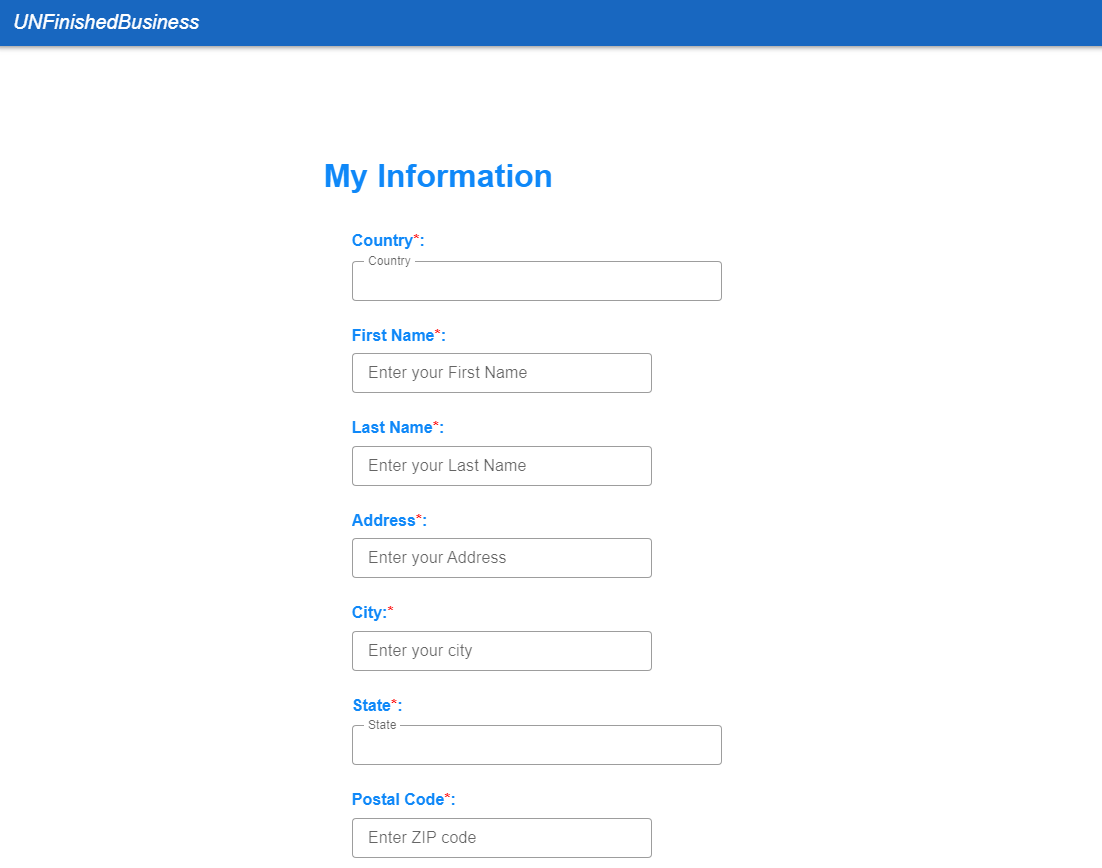 UNFinishedBusiness
My Information
Country*:
Country
First Name*:
Enter your First Name
Last Name*:
Enter your Last Name
Address*:
Enter your Address
City:*
Enter your city
State*:
State
Postal Code*:
Enter ZIP code